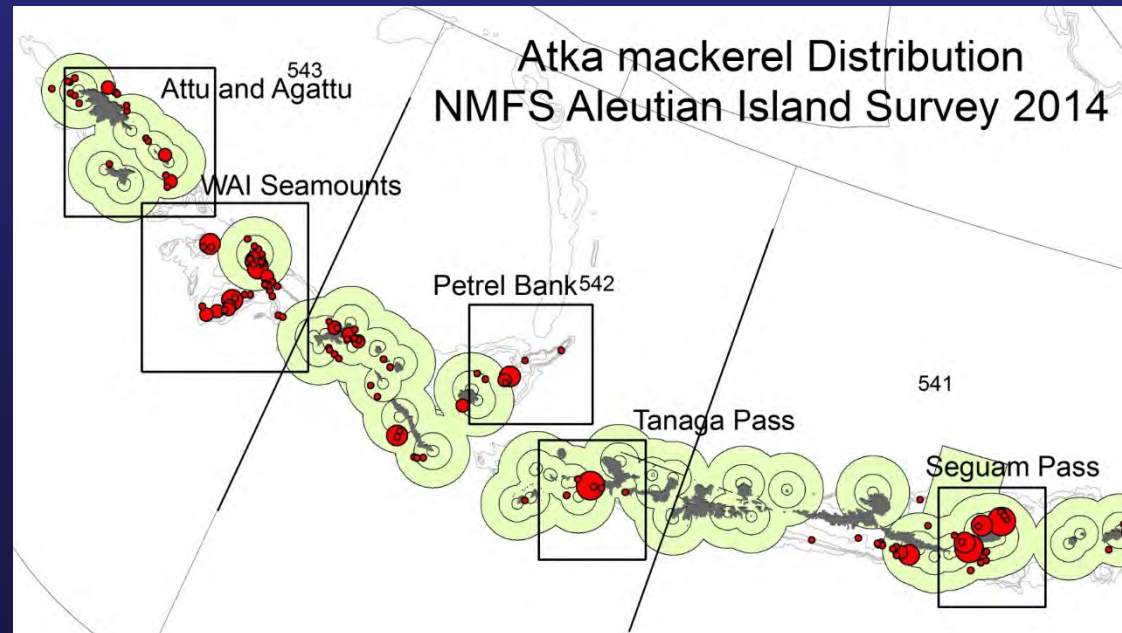 Atka mackerel Distribution
NMFS Aleutian Island Survey 2014
543
Attu and Agattu
WAI Seamounts
Petrel Bank
542
541
Tanaga Pass
Seguam Pass